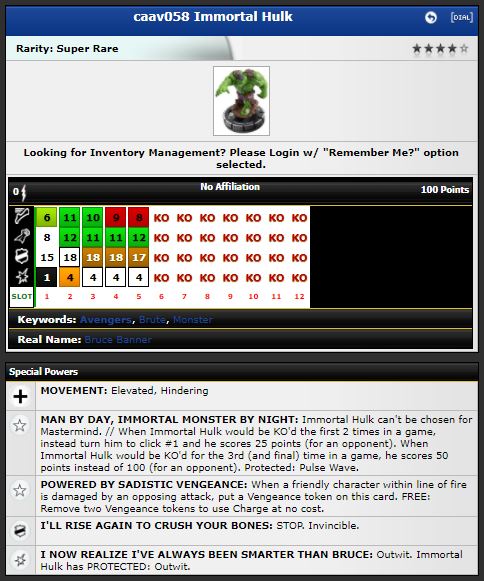 caav058 Immortal Hulk
[DIAL]
Rarity: Super Rare
Looking for Inventory Management? Please Login w/ "Remember Me?" option
selected.
0 No Affiliation 100 Points
6 11 10 9 8 KO KO KO KO KO KO KO
8 12 11 11 12 KO KO KO KO KO KO KO
15 18 18 18 17 KO KO KO KO KO KO KO
1 4 4 4 4 KO KO KO KO KO KO KO
SLOT 1 2 3 4 5 6 7 8 9 10 11 12
Keywords: Avengers, Brute, Monster
Real Name: Bruce Banner
Special Powers
MOVEMENT: Elevated, Hindering
MAN BY DAY, IMMORTAL MONSTER BY NIGHT: Immortal Hulk can't be chosen for
Mastermind. // When Immortal Hulk would be KO'd the first 2 times in a game,
instead turn him to click #1 and he scores 25 points (for an opponent). When
Immortal Hulk would be KO'd for the 3rd (and final) time in a game, he scores 50
points instead of 100 (for an opponent). Protected: Pulse Wave.
POWERED BY SADISTIC VENGEANCE: When a friendly character within line of fire
is damaged by an opposing attack, put a Vengeance token on this card. FREE:
Remove two Vengeance tokens to use Charge at no cost.
I'LL RISE AGAIN TO CRUSH YOUR BONES: STOP. Invincible.
I NOW REALIZE I'VE ALWAYS BEEN SMARTER THAN BRUCE: Outwit. Immortal
Hulk has PROTECTED: Outwit.